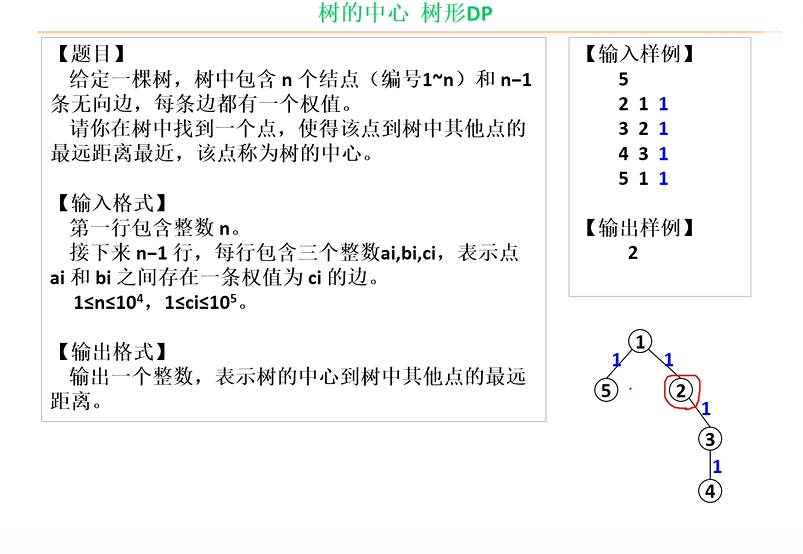 树的中心 树形DP
【题目】
给定一棵树，树中包含 n 个结点（编号1~n）和 n−1
条无向边，每条边都有一个权值。
请你在树中找到一个点，使得该点到树中其他点的
最远距离最近，该点称为树的中心。
【输入格式】
第一行包含整数 n。
接下来 n−1 行，每行包含三个整数ai,bi,ci，表示点
ai 和 bi 之间存在一条权值为 ci 的边。
1≤n≤10⁴，1≤ci≤10⁵。
【输出格式】
输出一个整数，表示树的中心到树中其他点的最远
距离。
【输入样例】
5
2 1 1
3 2 1
4 3 1
5 1 1
【输出样例】
2
1
1 1
5 2
1
3
1
4